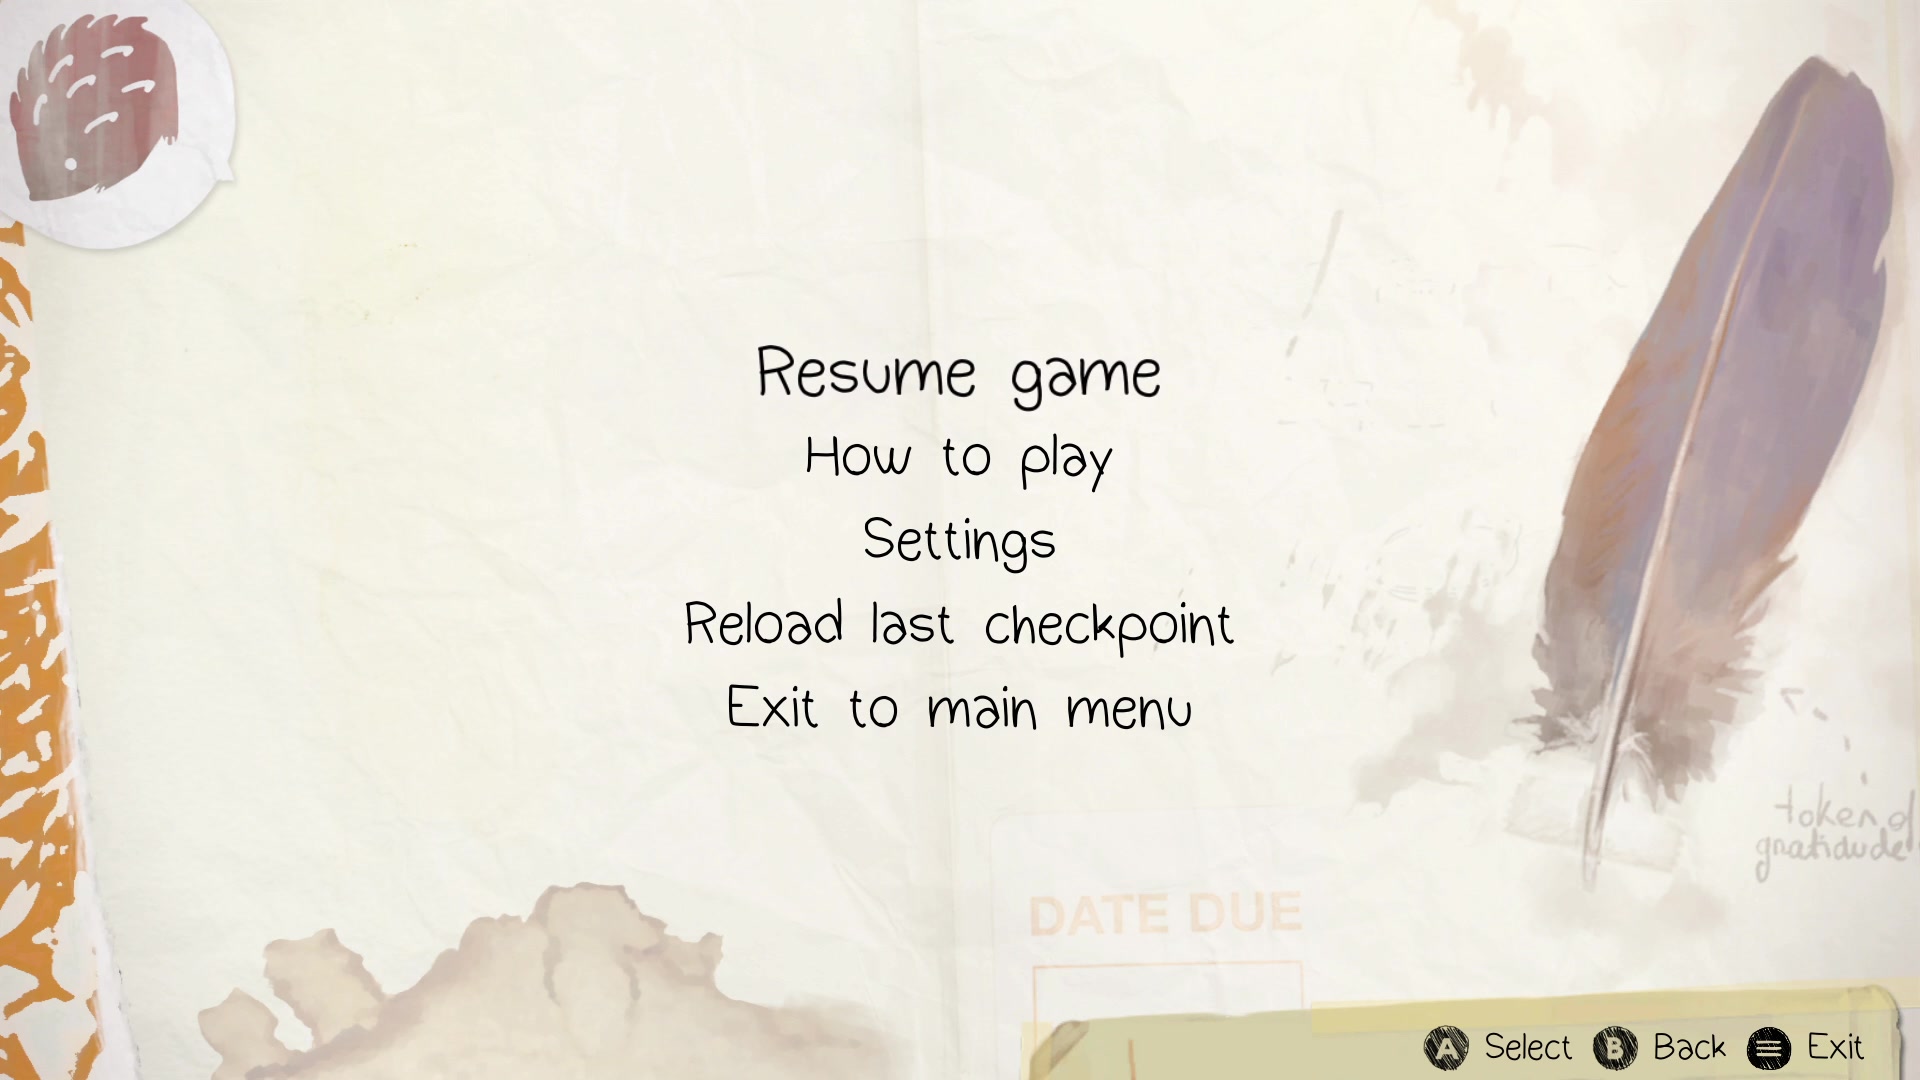 Resume game
How to play
Settings
Reload last checkpoint
Exit to main menu
token of
gratidude
DATE DUE
A Select B Back Exit